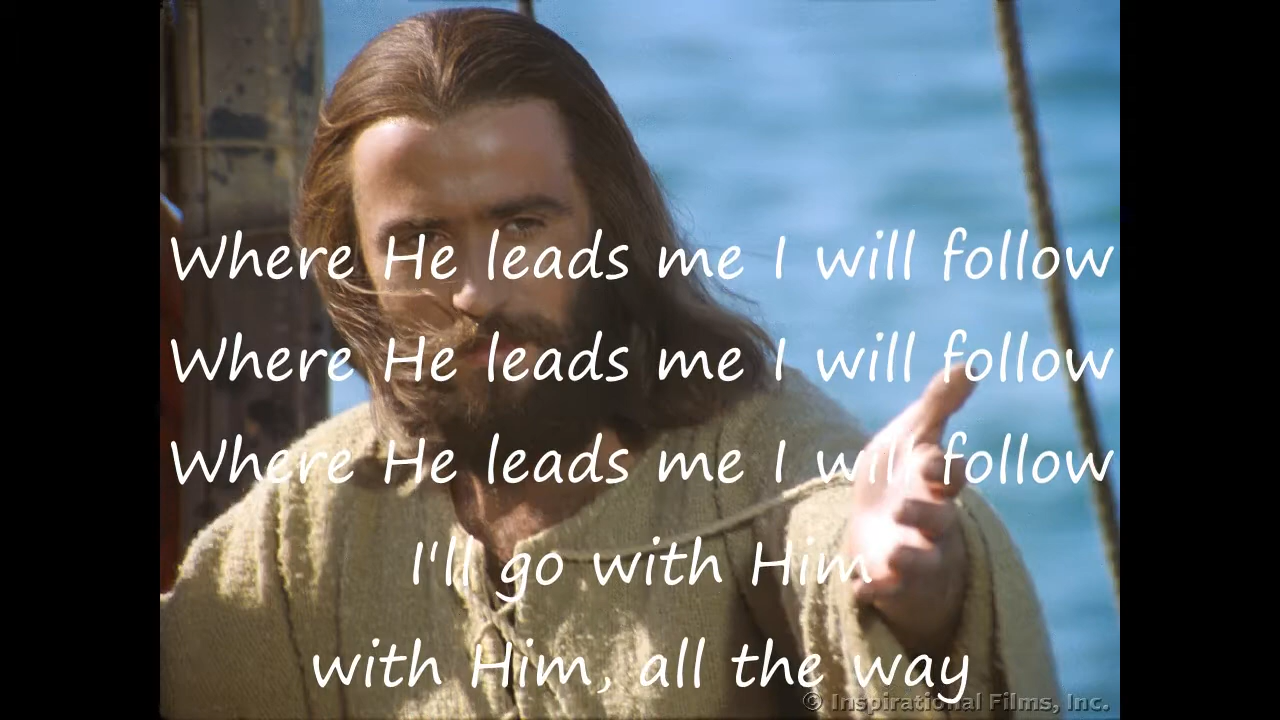 Where He leads me I will follow
Where He leads me I will follow
Where He leads me I will follow
I'll go with Him
with Him, all the way
© Inspirational Films, Inc.